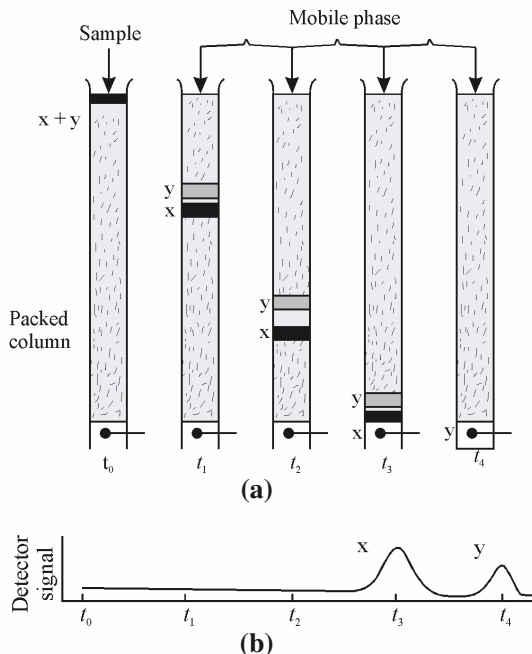 Mobile phase
Sample
x + y
y
x
y
x
y
x
y
Packed
column
t0
t1
t2
t3
t4
(a)
Detector
signal
x
y
t0
t1
t2
t3
t4
(b)